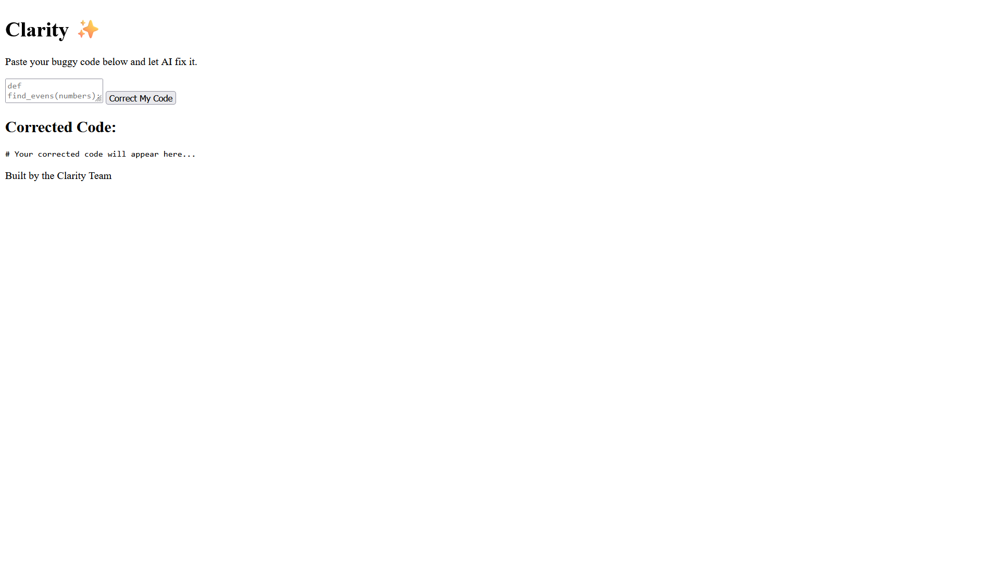 Clarity ✨
Paste your buggy code below and let AI fix it.
def
find_evens(numbers):
Correct My Code
Corrected Code:
# Your corrected code will appear here...
Built by the Clarity Team